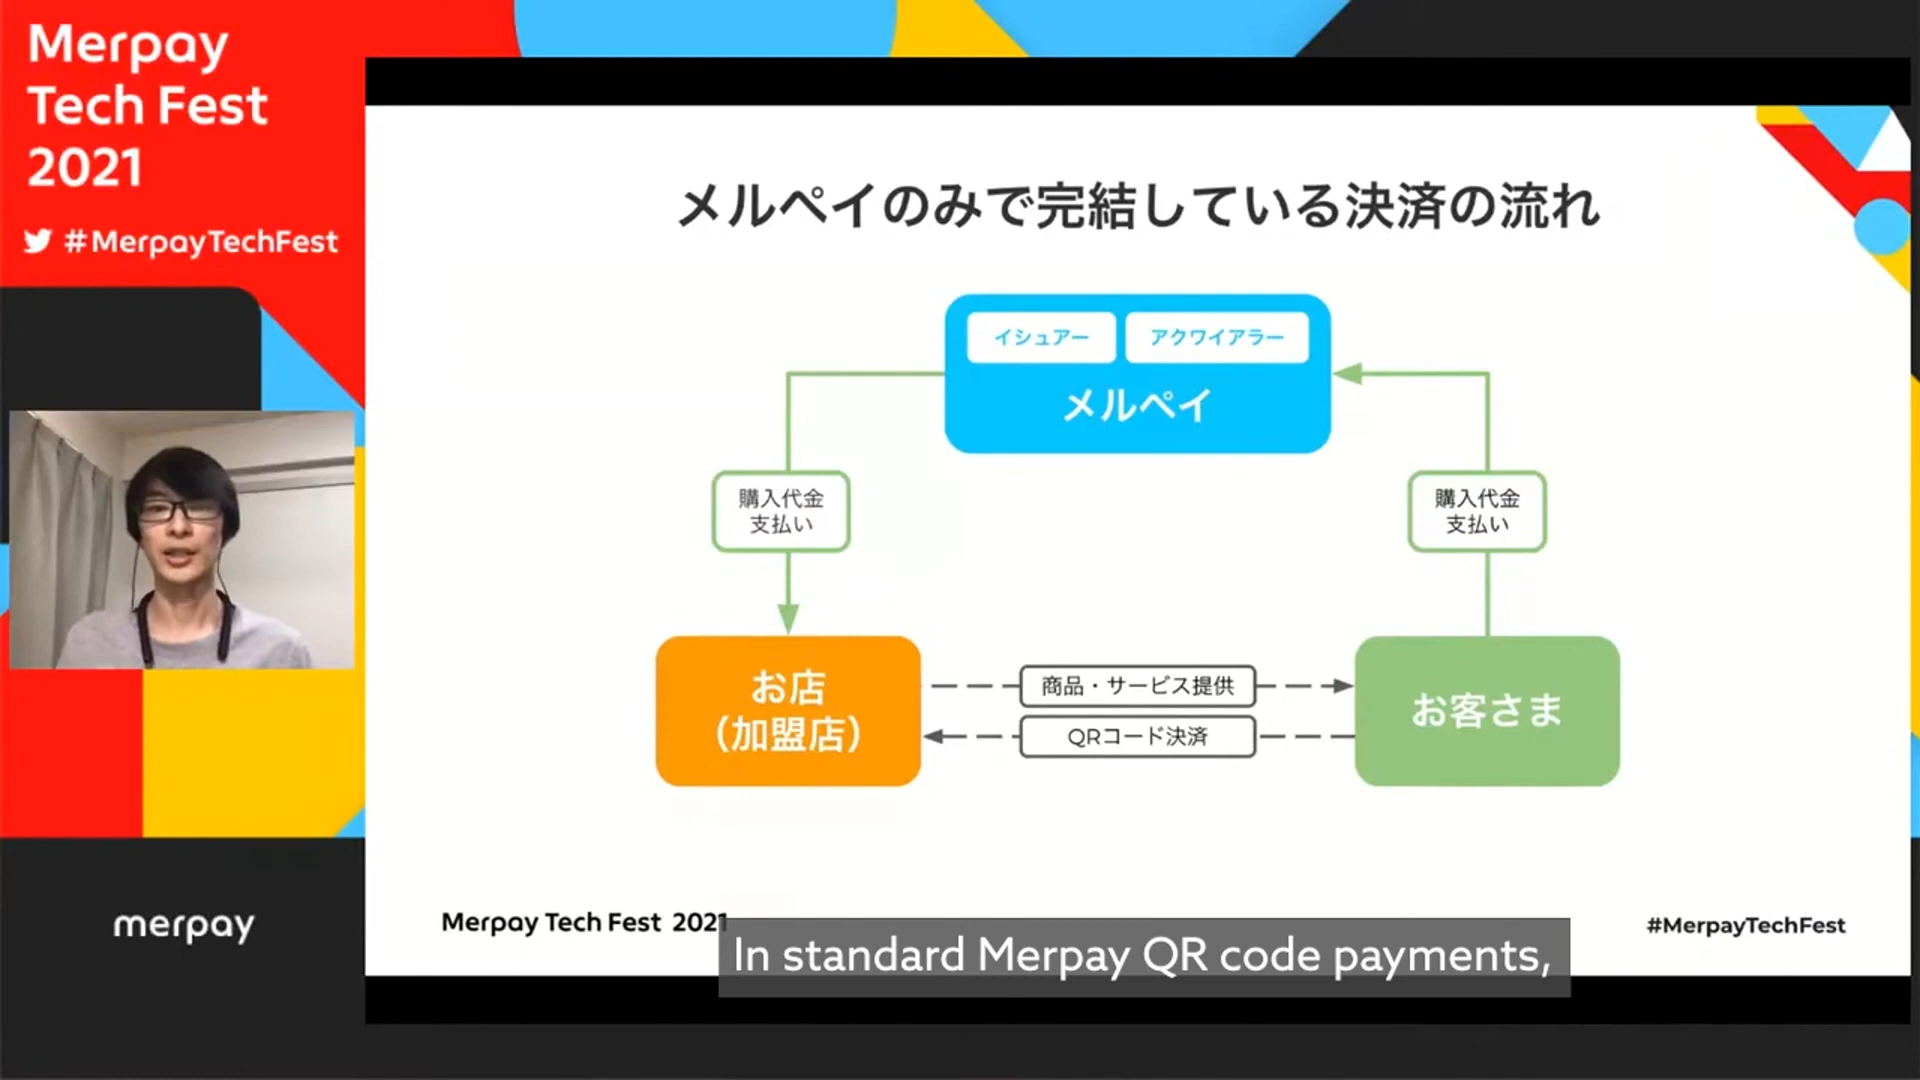 Merpay
Tech Fest
2021
#MerpayTechFest
メルペイのみで完結している決済の流れ
イシュアー
アクワイアラー
メルペイ
購入代金
支払い
購入代金
支払い
お店
(加盟店)
商品・サービス提供
QRコード決済
お客さま
merpay
Merpay Tech Fest 2021
#MerpayTechFest
In standard Merpay QR code payments,